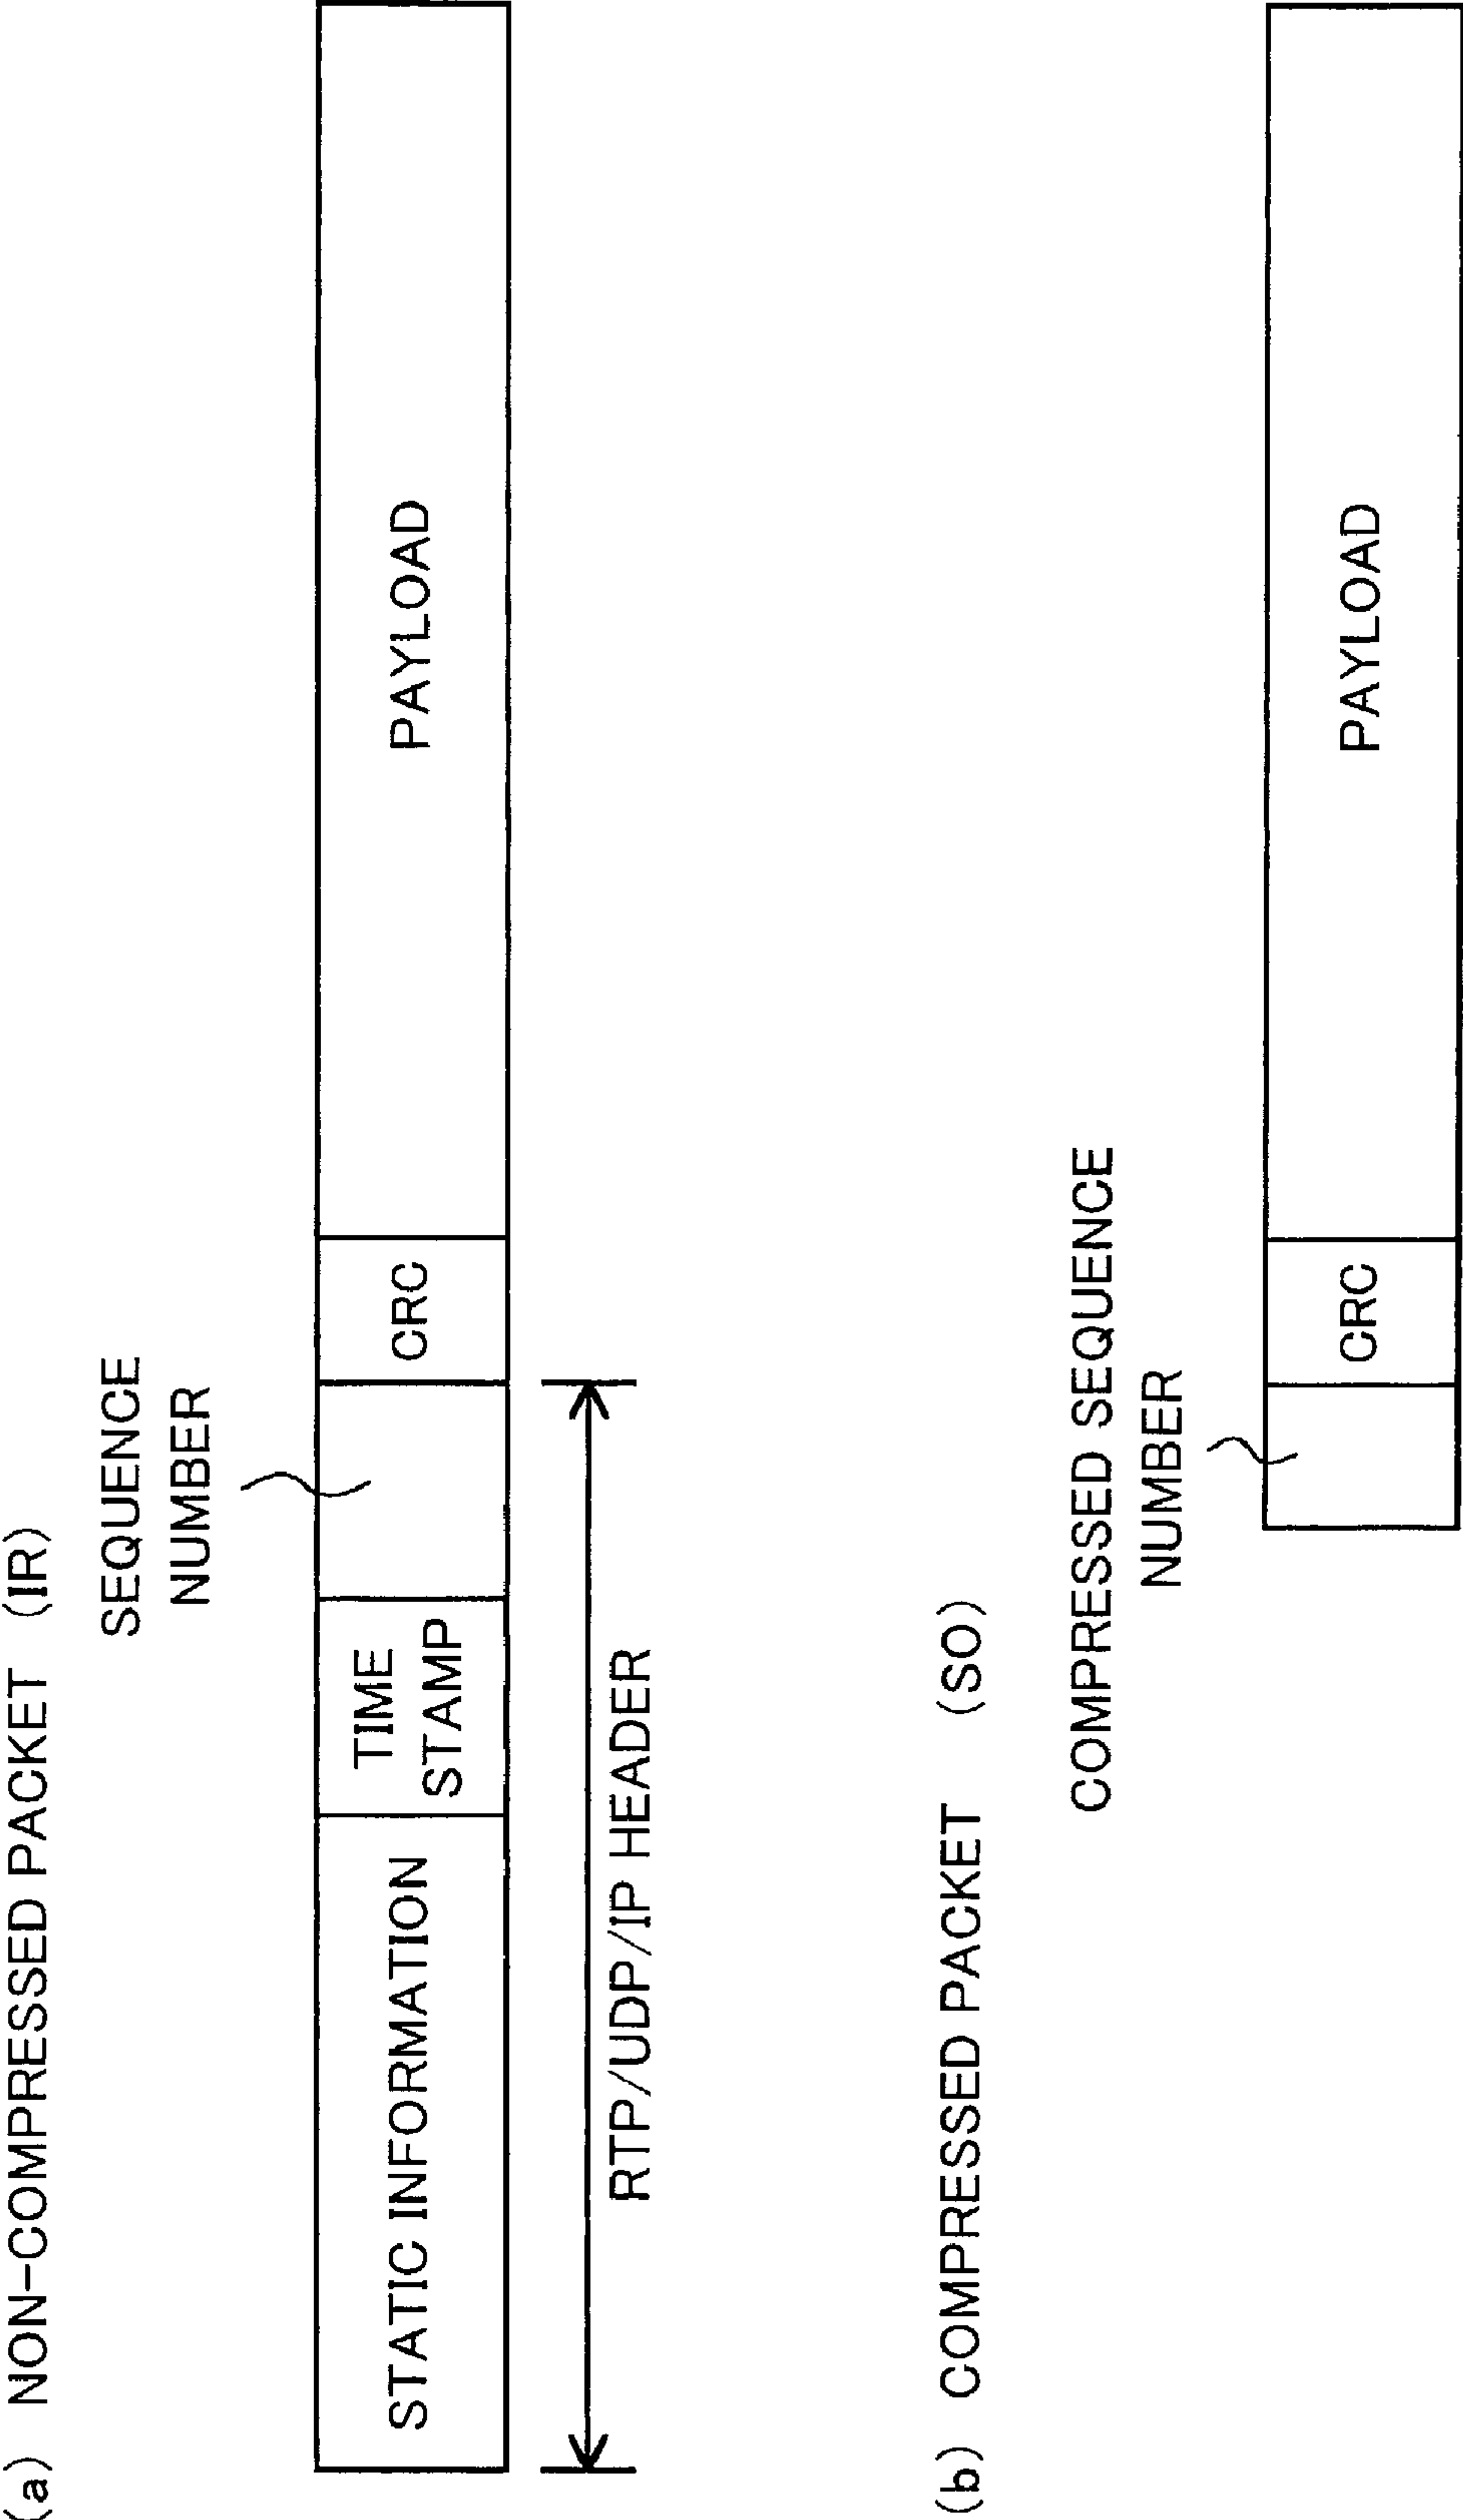 (a) NON-COMPRESSED PACKET (IR)
SEQUENCE
NUMBER
STATIC INFORMATION
TIME
STAMP
CRC
PAYLOAD
RTP/UDP/IP HEADER
(b) COMPRESSED PACKET (SO)
COMPRESSED SEQUENCE
NUMBER
CRC
PAYLOAD